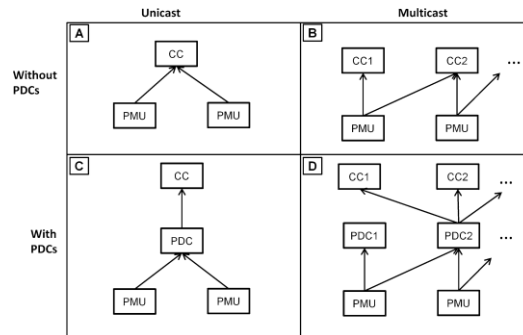 Unicast
Multicast
Without
PDCs
A
CC
PMU
PMU
B
CC1
CC2
...
PMU
PMU
With
PDCs
C
CC
PDC
PMU
PMU
D
CC1
CC2
...
PDC1
PDC2
...
PMU
PMU